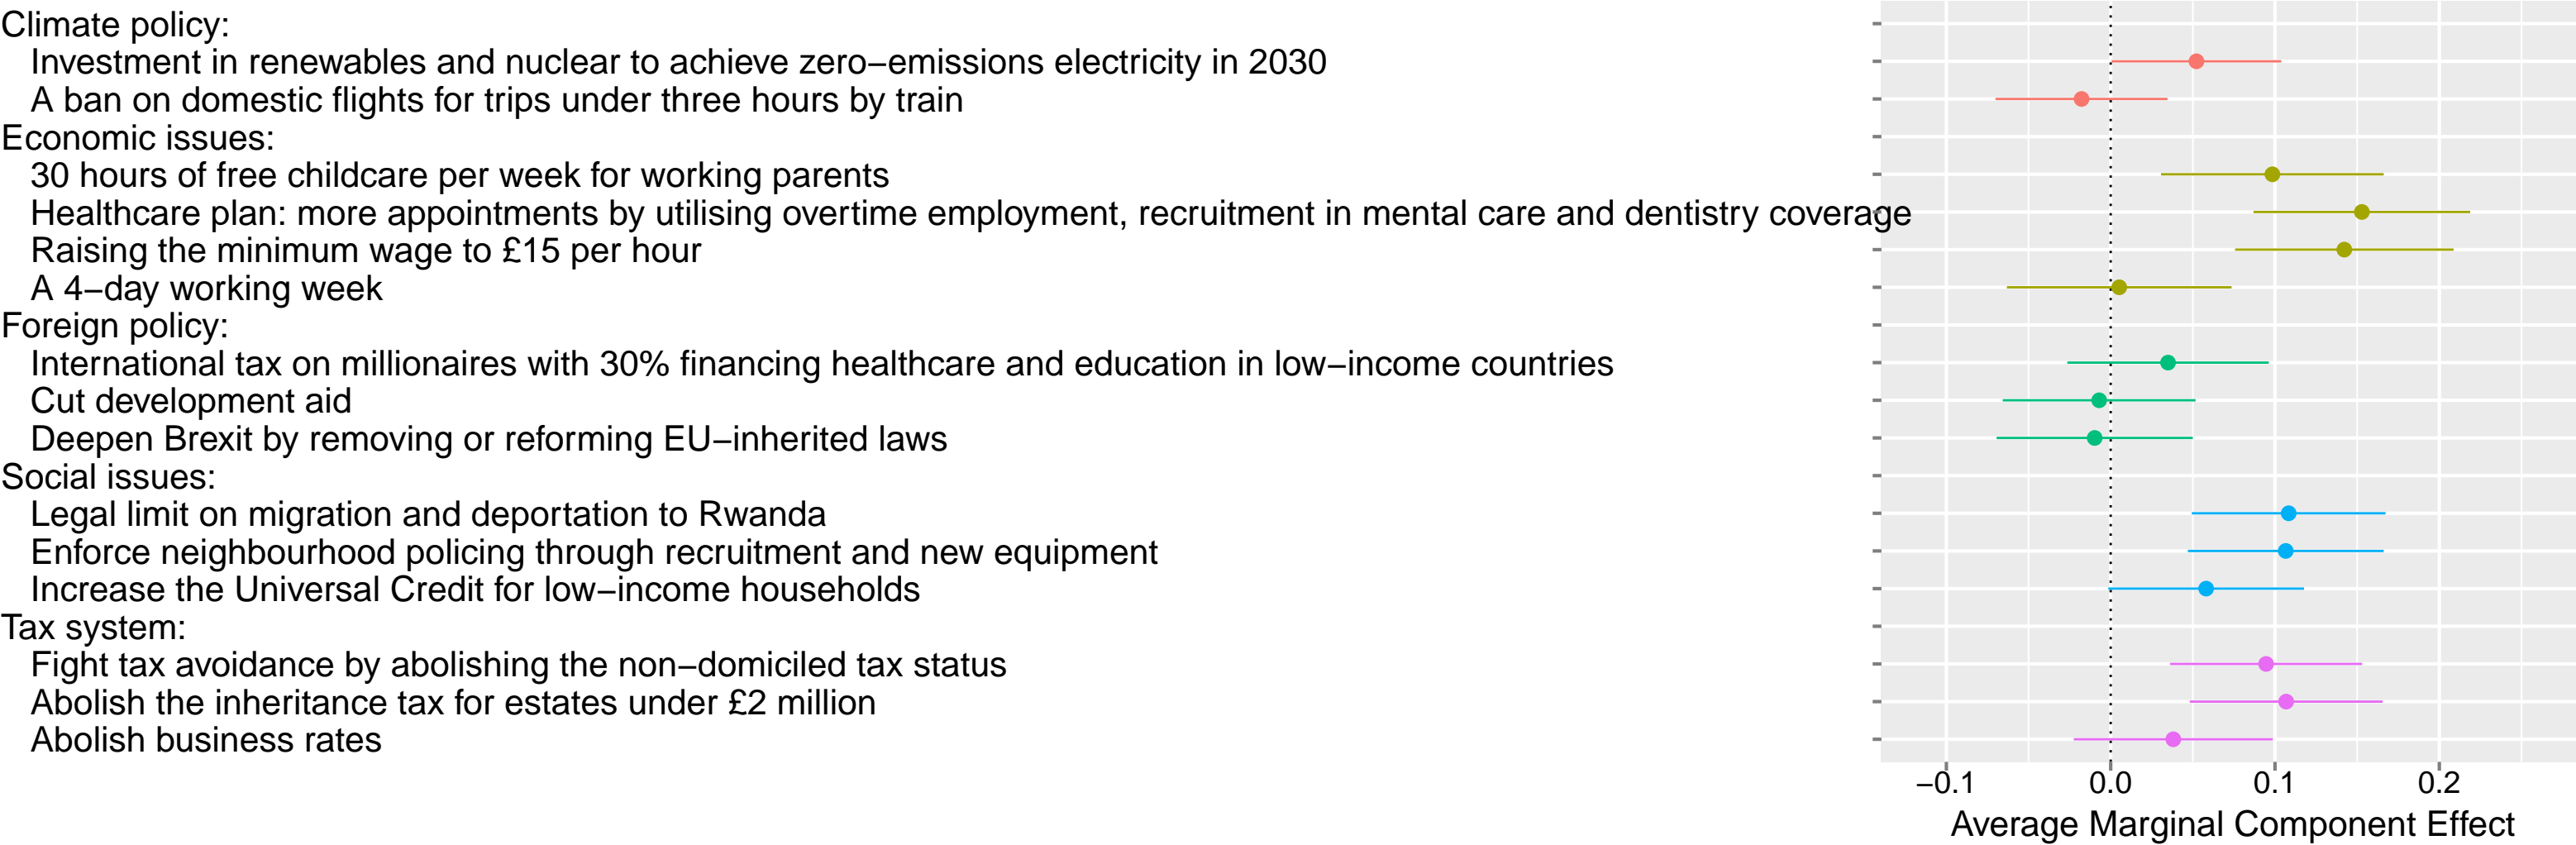 Climate policy:
Investment in renewables and nuclear to achieve zero−emissions electricity in 2030
A ban on domestic flights for trips under three hours by train
Economic issues:
30 hours of free childcare per week for working parents
Healthcare plan: more appointments by utilising overtime employment, recruitment in mental care and dentistry coverage
Raising the minimum wage to £15 per hour
A 4−day working week
Foreign policy:
International tax on millionaires with 30% financing healthcare and education in low−income countries
Cut development aid
Deepen Brexit by removing or reforming EU−inherited laws
Social issues:
Legal limit on migration and deportation to Rwanda
Enforce neighbourhood policing through recruitment and new equipment
Increase the Universal Credit for low−income households
Tax system:
Fight tax avoidance by abolishing the non−domiciled tax status
Abolish the inheritance tax for estates under £2 million
Abolish business rates
−0.1 0.0 0.1 0.2
Average Marginal Component Effect